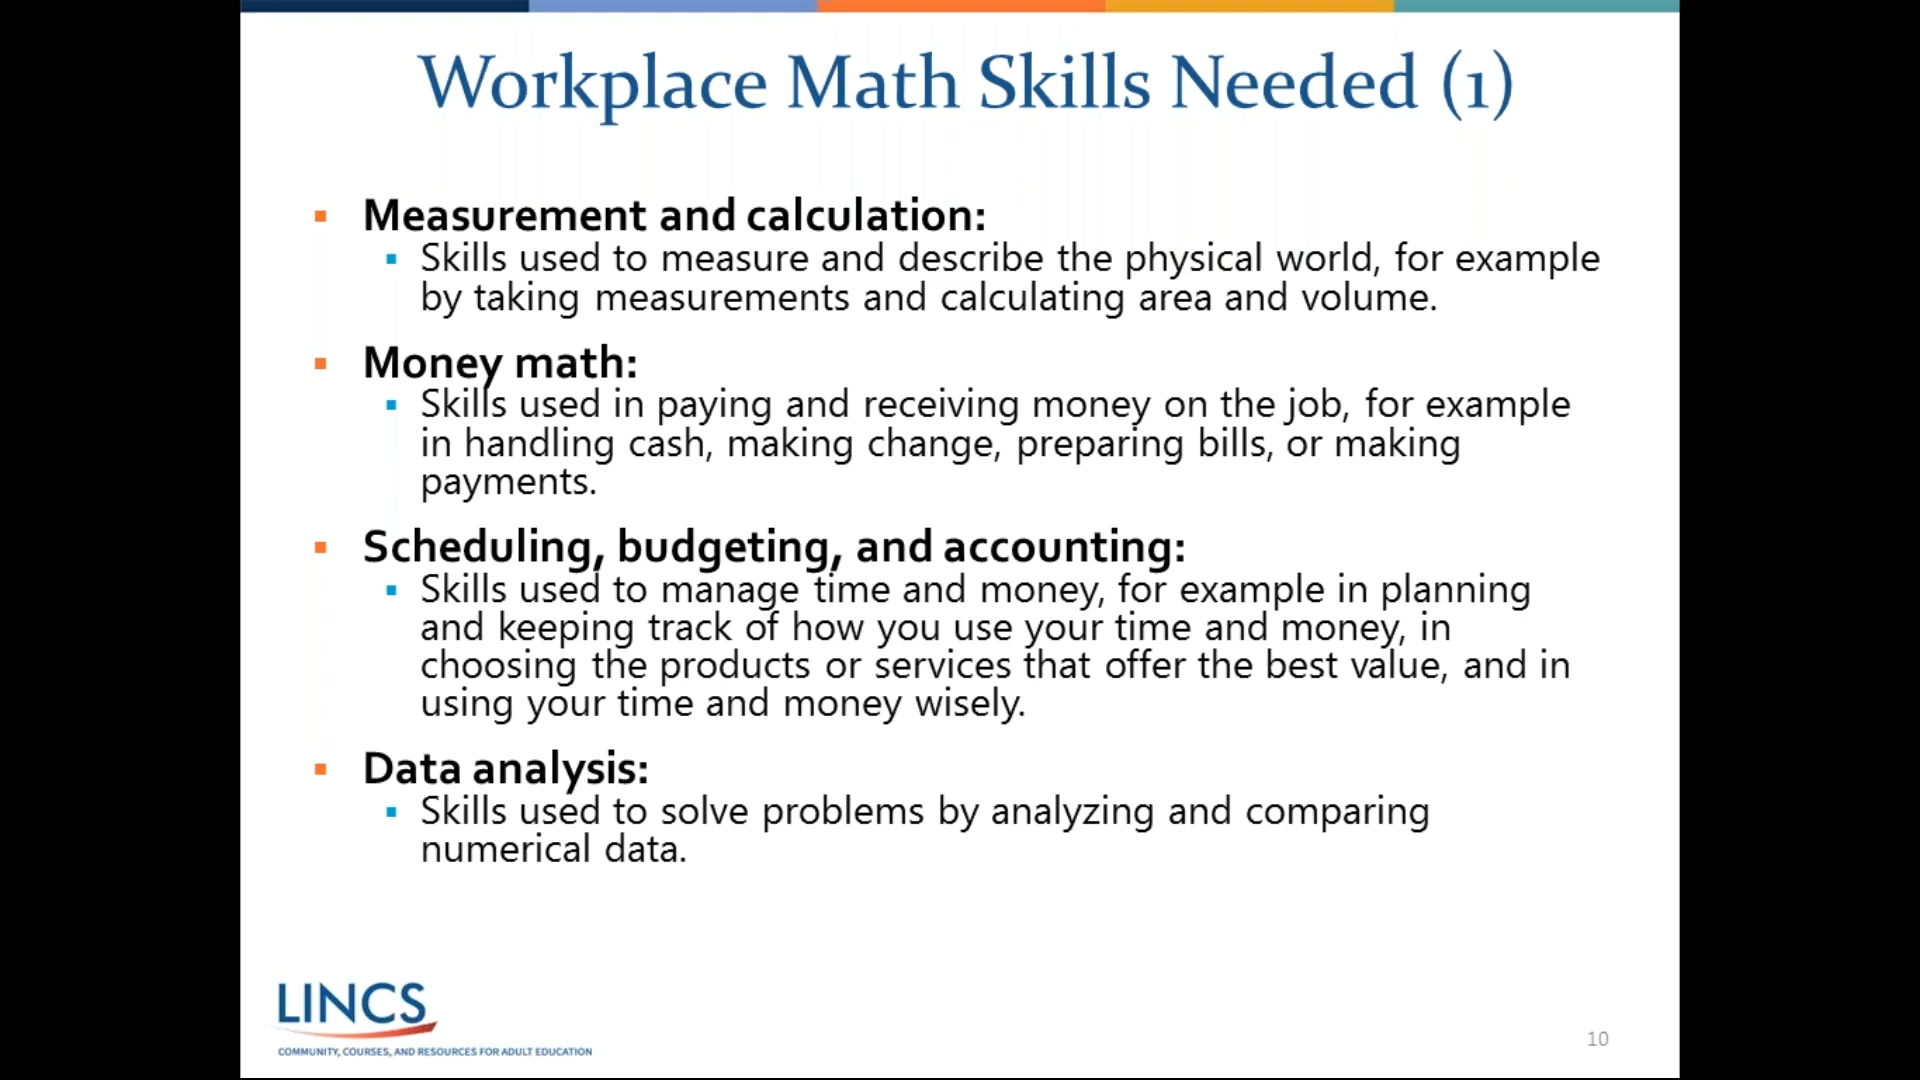 Workplace Math Skills Needed (1)
Measurement and calculation:
Skills used to measure and describe the physical world, for example
by taking measurements and calculating area and volume.
Money math:
Skills used in paying and receiving money on the job, for example
in handling cash, making change, preparing bills, or making
payments.
Scheduling, budgeting, and accounting:
Skills used to manage time and money, for example in planning
and keeping track of how you use your time and money, in
choosing the products or services that offer the best value, and in
using your time and money wisely.
Data analysis:
Skills used to solve problems by analyzing and comparing
numerical data.
LINCS
COMMUNITY, COURSES, AND RESOURCES FOR ADULT EDUCATION
10